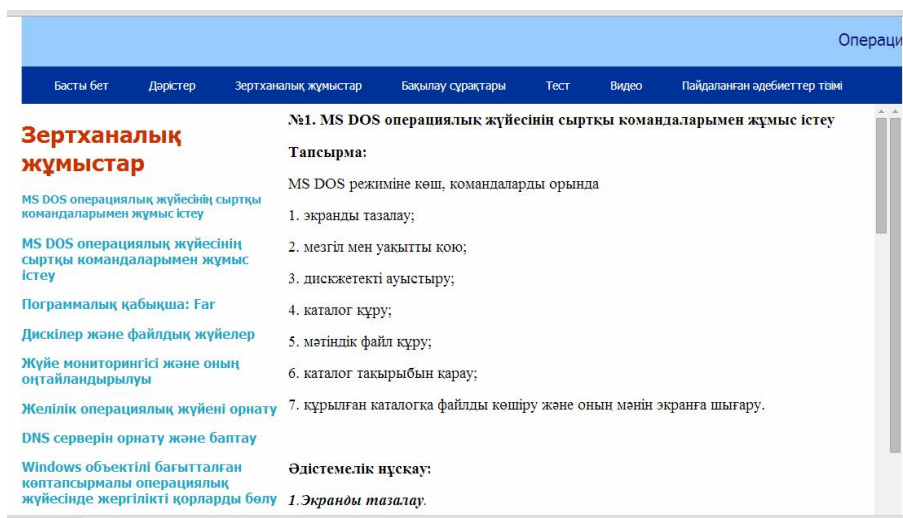 Операци
Басты бет Дәрістер Зертханалық жұмыстар Бақылау сұрақтары Тест Видео Пайдаланған әдебиеттер тізімі
Зертханалық
жұмыстар
MS DOS операциялық жүйесінің сыртқы
командаларымен жұмыс істеу
MS DOS операциялық жүйесінің
сыртқы командаларымен жұмыс
істеу
Пограммалық қабықша: Far
Дискілер және файлдық жүйелер
Жүйе мониторингісі және оның
оңтайландырылуы
Желілік операциялық жүйені орнату
DNS серверін орнату және баптау
Windows объектілі бағытталған
көптапсырмалы операциялық
жүйесінде жергілікті қорларды бөлу
№1. MS DOS операциялық жүйесінің сыртқы командаларымен жұмыс істеу
Тапсырма:
MS DOS режиміне көш, командаларды орында
1. экранды тазалау;
2. мезгіл мен уақытты қою;
3. дискжетекті ауыстыру;
4. каталог құру;
5. мәтіндік файл құру;
6. каталог тақырыбын қарау;
7. құрылған каталогқа файлды көшіру және оның мәнін экранға шығару.
Әдістемелік нұсқау:
1.Экранды тазалау.